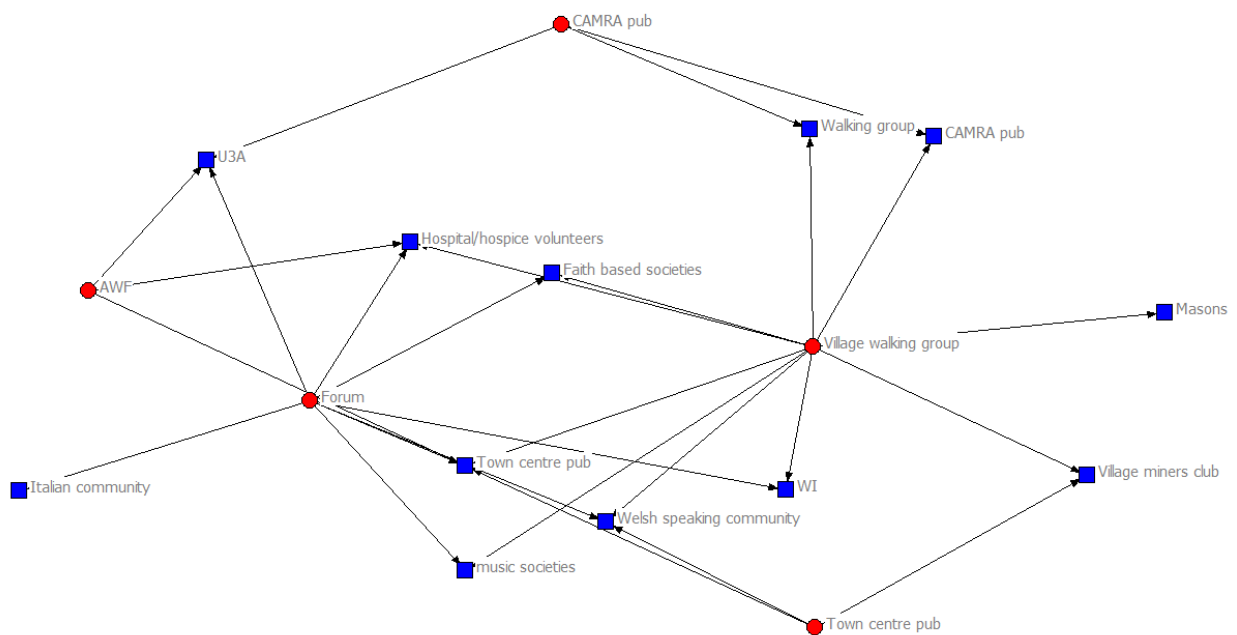 CAMRA pub
Walking group
CAMRA pub
U3A
Hospital/hospice volunteers
Faith based societies
AWF
Masons
Village walking group
Forum
Town centre pub
Village miners club
Italian community
WI
Welsh speaking community
music societies
Town centre pub